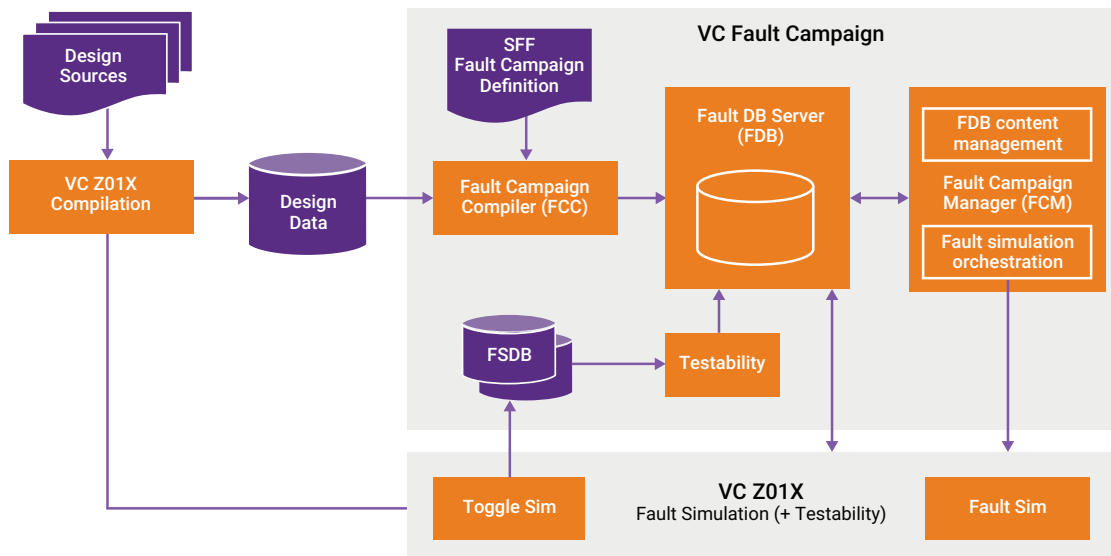 Design
Sources
VC Z01X
Compilation
Design
Data
VC Fault Campaign
SFF
Fault Campaign
Definition
Fault Campaign
Compiler (FCC)
Fault DB Server
(FDB)
FDB content
management
Fault Campaign
Manager (FCM)
Fault simulation
orchestration
FSDB
Testability
Toggle Sim
VC Z01X
Fault Simulation (+ Testability)
Fault Sim